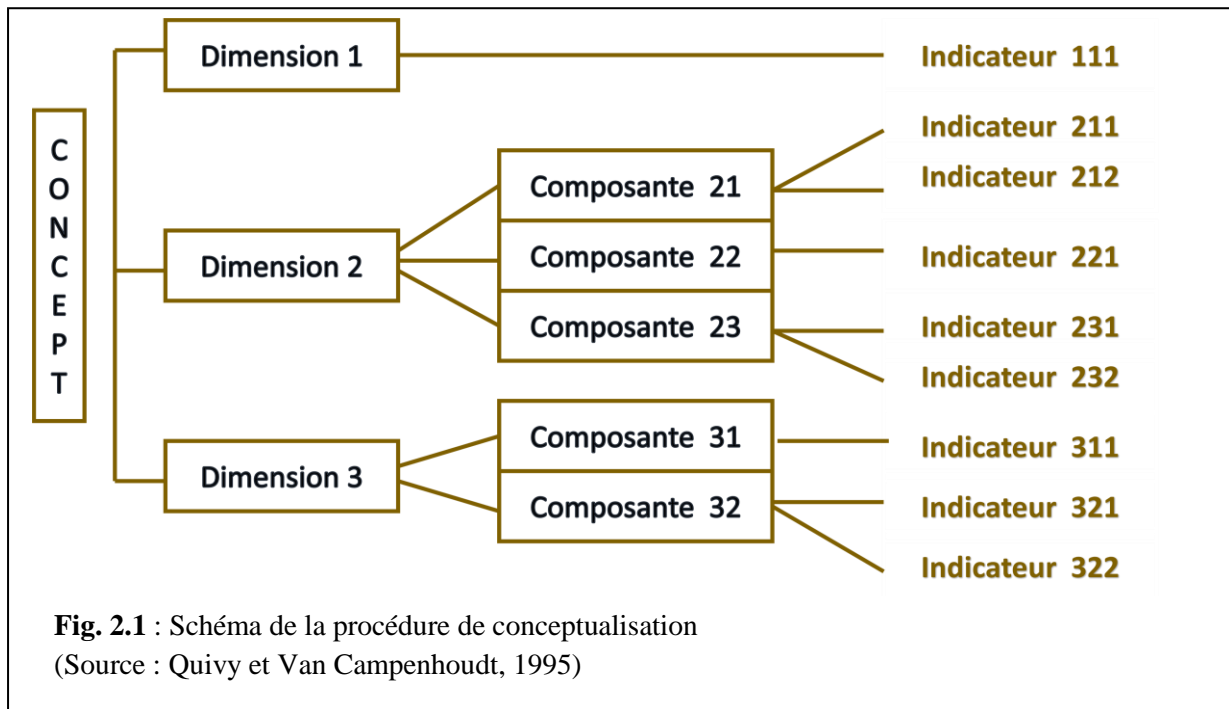 CONCEPT
Dimension 1
Indicateur 111
Indicateur 211
Composante 21
Indicateur 212
Dimension 2
Composante 22
Indicateur 221
Composante 23
Indicateur 231
Indicateur 232
Dimension 3
Composante 31
Indicateur 311
Composante 32
Indicateur 321
Indicateur 322
Fig. 2.1 : Schéma de la procédure de conceptualisation
(Source : Quivy et Van Campenhoudt, 1995)